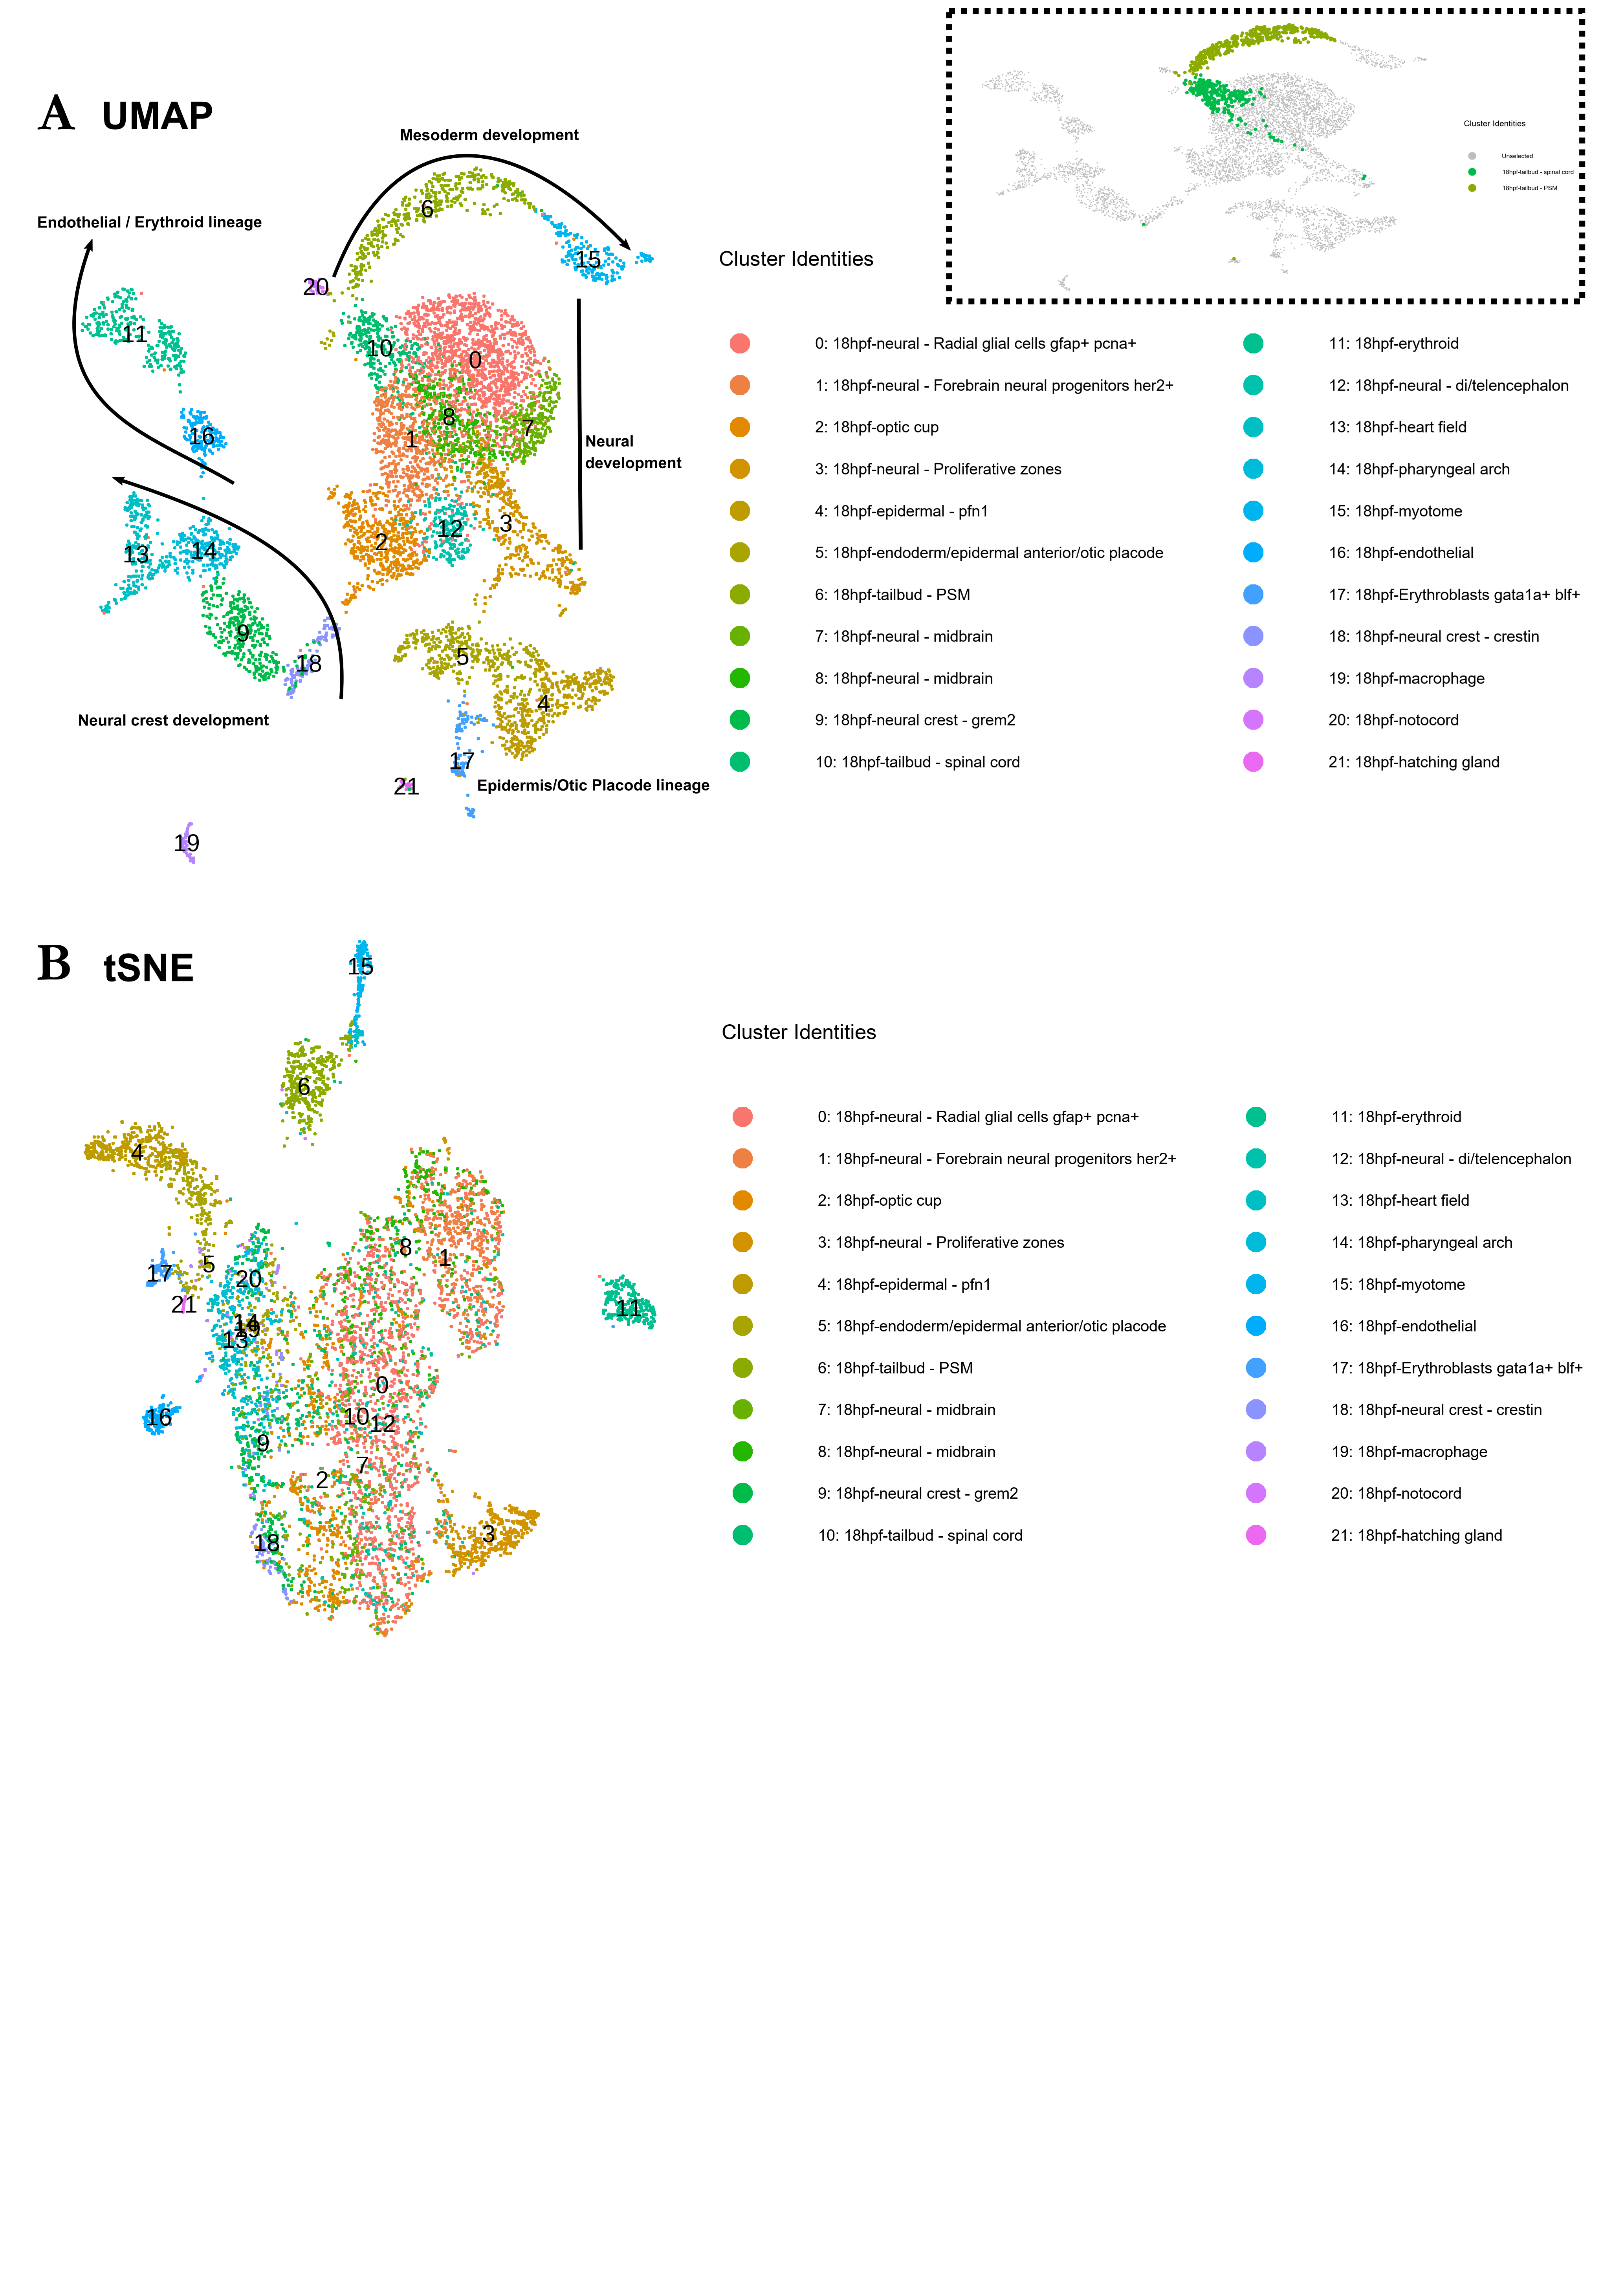 A UMAP
Mesoderm development
Endothelial / Erythroid lineage
6
15
20
11
10
0
8
7
16
1
Neural
development
3
12
2
13
14
9
18
5
4
Neural crest development
17
21
Epidermis/Otic Placode lineage
19
Cluster Identities
Unselected
18hpf-tailbud - spinal cord
18hpf-tailbud - PSM
Cluster Identities
0: 18hpf-neural - Radial glial cells gfap+ pcna+
1: 18hpf-neural - Forebrain neural progenitors her2+
2: 18hpf-optic cup
3: 18hpf-neural - Proliferative zones
4: 18hpf-epidermal - pfn1
5: 18hpf-endoderm/epidermal anterior/otic placode
6: 18hpf-tailbud - PSM
7: 18hpf-neural - midbrain
8: 18hpf-neural - midbrain
9: 18hpf-neural crest - grem2
10: 18hpf-tailbud - spinal cord
11: 18hpf-erythroid
12: 18hpf-neural - di/telencephalon
13: 18hpf-heart field
14: 18hpf-pharyngeal arch
15: 18hpf-myotome
16: 18hpf-endothelial
17: 18hpf-Erythroblasts gata1a+ blf+
18: 18hpf-neural crest - crestin
19: 18hpf-macrophage
20: 18hpf-notocord
21: 18hpf-hatching gland
B tSNE
15
6
4
8
1
5
17
20
21
11
14
19
13
0
10
12
16
9
7
2
3
18
Cluster Identities
0: 18hpf-neural - Radial glial cells gfap+ pcna+
1: 18hpf-neural - Forebrain neural progenitors her2+
2: 18hpf-optic cup
3: 18hpf-neural - Proliferative zones
4: 18hpf-epidermal - pfn1
5: 18hpf-endoderm/epidermal anterior/otic placode
6: 18hpf-tailbud - PSM
7: 18hpf-neural - midbrain
8: 18hpf-neural - midbrain
9: 18hpf-neural crest - grem2
10: 18hpf-tailbud - spinal cord
11: 18hpf-erythroid
12: 18hpf-neural - di/telencephalon
13: 18hpf-heart field
14: 18hpf-pharyngeal arch
15: 18hpf-myotome
16: 18hpf-endothelial
17: 18hpf-Erythroblasts gata1a+ blf+
18: 18hpf-neural crest - crestin
19: 18hpf-macrophage
20: 18hpf-notocord
21: 18hpf-hatching gland